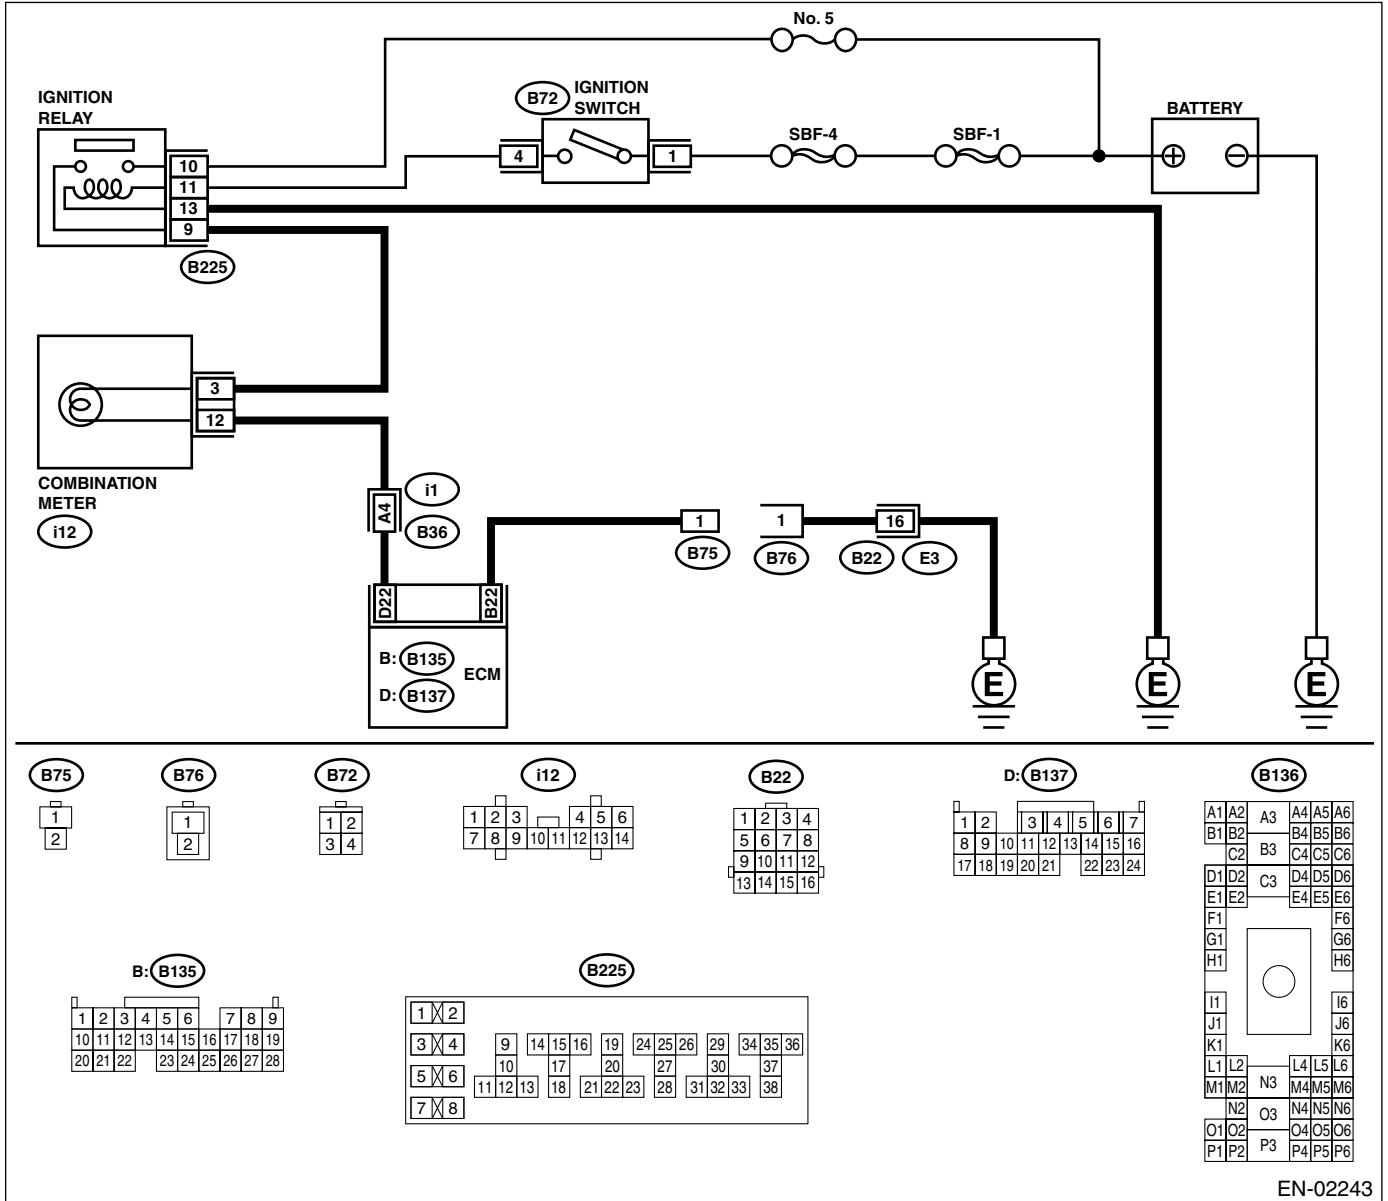 No. 5
IGNITION
RELAY
B72
IGNITION
SWITCH
SBF-4
SBF-1
BATTERY
4
1
10
11
13
9
B225
3
12
COMBINATION
METER
i12
A4
i1
B36
1
B75
1
B76
16
B22
E3
D22
B22
B: B135
D: B137
ECM
E
E
E
B75
B76
B72
i12
B22
D: B137
B136
1
2
1
2
1 2
3 4
1 2 3 4 5 6
7 8 9 10 11 12 13 14
1 2 3 4
5 6 7 8
9 10 11 12
13 14 15 16
1 2 3 4 5 6 7
8 9 10 11 12 13 14 15 16
17 18 19 20 21 22 23 24
A1 A2 A3 A4 A5 A6
B1 B2 B3 B4 B5 B6
C2 C3 C4 C5 C6
D1 D2 D4 D5 D6
E1 E2 E4 E5 E6
F1 F6
G1 G6
H1 H6
I1 I6
J1 J6
K1 K6
L1 L2 L4 L5 L6
M1 M2 N3 M4 M5 M6
N2 O3 N4 N5 N6
O1 O2 O4 O5 O6
P1 P2 P3 P4 P5 P6
B: B135
1 2 3 4 5 6 7 8 9
10 11 12 13 14 15 16 17 18 19
20 21 22 23 24 25 26 27 28
B225
1 2
3 4
5 6
7 8
9 14 15 16 19 24 25 26 29 34 35 36
10 17 20 27 30 37
11 12 13 18 21 22 23 28 31 32 33 38
EN-02243